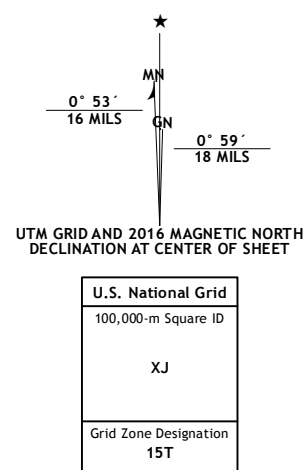 ★
MN
0° 53´
16 MILS
GN
0° 59´
18 MILS
UTM GRID AND 2016 MAGNETIC NORTH
DECLINATION AT CENTER OF SHEET
U.S. National Grid
100,000-m Square ID
XJ
Grid Zone Designation
15T